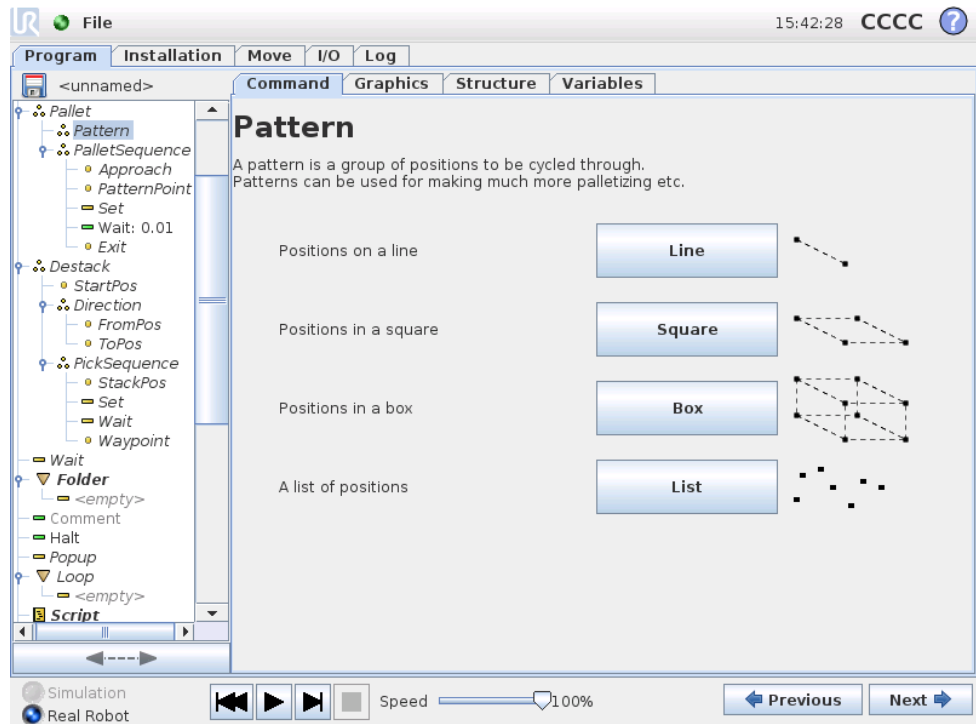 UR File 15:42:28 CCCC ?
Program Installation Move I/O Log
<unnamed>
Command Graphics Structure Variables
Pallet
Pattern
PalletSequence
Approach
PatternPoint
Set
Wait: 0.01
Exit
Destack
StartPos
Direction
FromPos
ToPos
PickSequence
StackPos
Set
Wait
Waypoint
Wait
Folder
<empty>
Comment
Halt
Popup
Loop
<empty>
Script
Pattern
A pattern is a group of positions to be cycled through.
Patterns can be used for making much more palletizing etc.
Positions on a line Line
Positions in a square Square
Positions in a box Box
A list of positions List
Simulation
Real Robot
Speed 100%
Previous Next